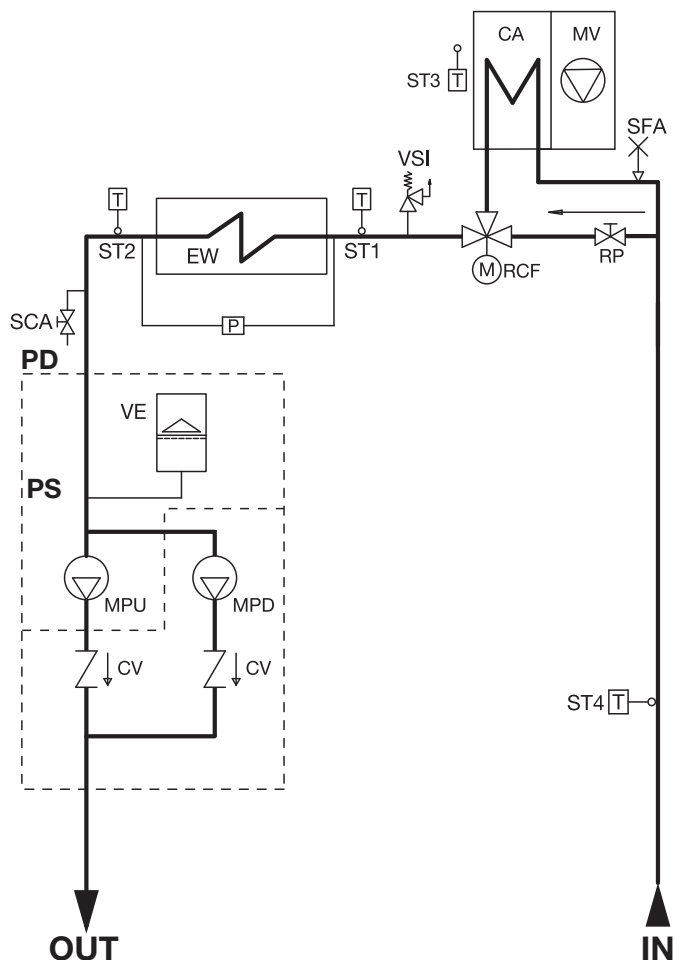 CA
MV
ST3
T
SFA
VSI
T
T
ST2
EW
ST1
M
RCF
RP
P
SCA
PD
VE
PS
MPU
MPD
CV
CV
ST4
T
OUT
IN